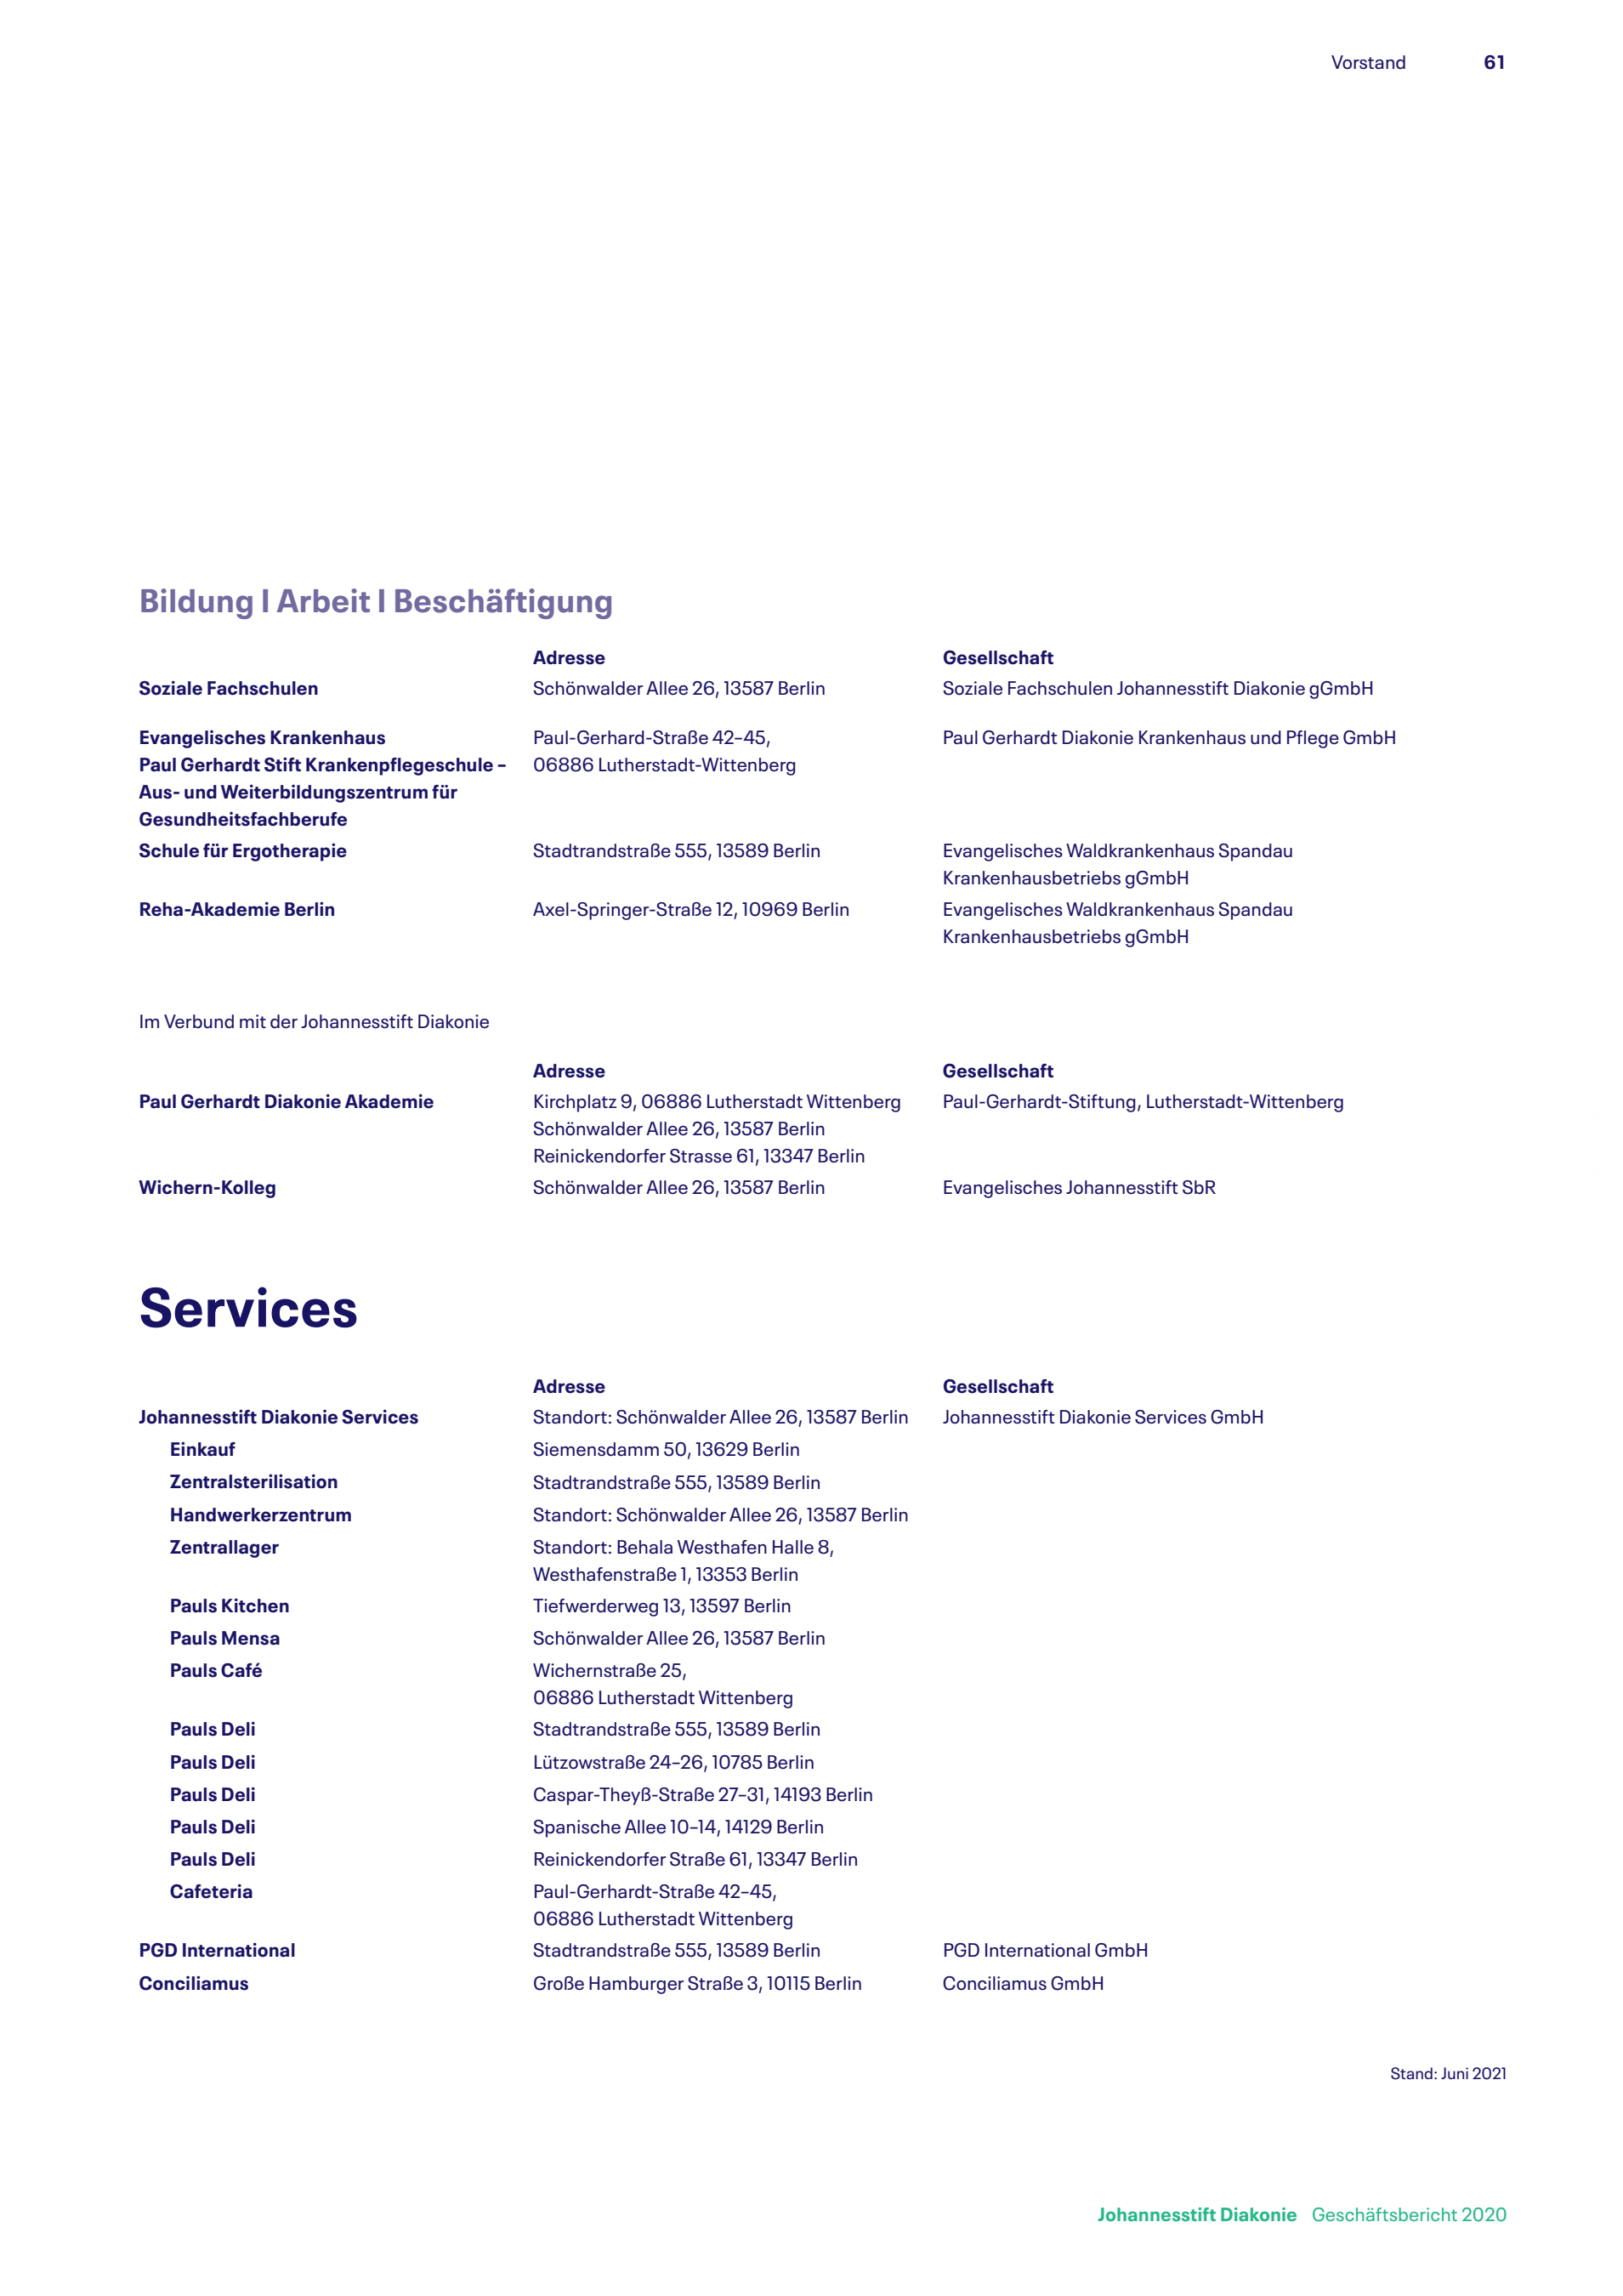 Vorstand 61
Bildung I Arbeit I Beschäftigung
Adresse Gesellschaft
Soziale Fachschulen Schönwalder Allee 26, 13587 Berlin Soziale Fachschulen Johannesstift Diakonie gGmbH
Evangelisches Krankenhaus Paul-Gerhard-Straße 42–45, Paul Gerhardt Diakonie Krankenhaus und Pflege GmbH
Paul Gerhardt Stift Krankenpflegeschule – 06886 Lutherstadt-Wittenberg
Aus- und Weiterbildungszentrum für
Gesundheitsfachberufe
Schule für Ergotherapie Stadtrandstraße 555, 13589 Berlin Evangelisches Waldkrankenhaus Spandau
Krankenhausbetriebs gGmbH
Reha-Akademie Berlin Axel-Springer-Straße 12, 10969 Berlin Evangelisches Waldkrankenhaus Spandau
Krankenhausbetriebs gGmbH
Im Verbund mit der Johannesstift Diakonie
Adresse Gesellschaft
Paul Gerhardt Diakonie Akademie Kirchplatz 9, 06886 Lutherstadt Wittenberg Paul-Gerhardt-Stiftung, Lutherstadt-Wittenberg
Schönwalder Allee 26, 13587 Berlin
Reinickendorfer Strasse 61, 13347 Berlin
Wichern-Kolleg Schönwalder Allee 26, 13587 Berlin Evangelisches Johannesstift SbR
Services
Adresse Gesellschaft
Johannesstift Diakonie Services Standort: Schönwalder Allee 26, 13587 Berlin Johannesstift Diakonie Services GmbH
Einkauf Siemensdamm 50, 13629 Berlin
Zentralsterilisation Stadtrandstraße 555, 13589 Berlin
Handwerkerzentrum Standort: Schönwalder Allee 26, 13587 Berlin
Zentrallager Standort: Behala Westhafen Halle 8,
Westhafenstraße 1, 13353 Berlin
Pauls Kitchen Tiefwerderweg 13, 13597 Berlin
Pauls Mensa Schönwalder Allee 26, 13587 Berlin
Pauls Café Wichernstraße 25,
06886 Lutherstadt Wittenberg
Pauls Deli Stadtrandstraße 555, 13589 Berlin
Pauls Deli Lützowstraße 24–26, 10785 Berlin
Pauls Deli Caspar-Theyß-Straße 27–31, 14193 Berlin
Pauls Deli Spanische Allee 10–14, 14129 Berlin
Pauls Deli Reinickendorfer Straße 61, 13347 Berlin
Cafeteria Paul-Gerhardt-Straße 42–45,
06886 Lutherstadt Wittenberg
PGD International Stadtrandstraße 555, 13589 Berlin PGD International GmbH
Conciliamus Große Hamburger Straße 3, 10115 Berlin Conciliamus GmbH
Stand: Juni 2021
Johannesstift Diakonie Geschäftsbericht 2020